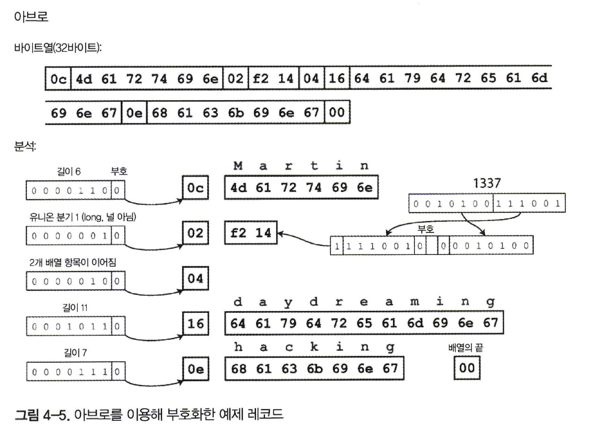 아브로
바이트열(32바이트):
0c 4d 61 72 74 69 6e 02 f2 14 04 16 64 61 79 64 72 65 61 6d
69 6e 67 0e 68 61 63 6b 69 6e 67 00
분석:
길이 6 부호
0 0 0 0 1 1 0 0
0c
M a r t i n
4d 61 72 74 69 6e
1337
0 0 1 0 1 0 0 1 1 1 0 0 1
유니온 분기 1 (long, 널 아님)
0 0 0 0 0 0 1 0
02
f2 14
부호
1 1 1 1 0 0 1 0 0 0 0 1 0 1 0 0
2개 배열 항목이 이어짐
0 0 0 0 0 1 0 0
04
길이 11
0 0 0 1 0 1 1 0
16
d a y d r e a m i n g
64 61 79 64 72 65 61 6d 69 6e 67
길이 7
0 0 0 0 1 1 1 0
0e
h a c k i n g
68 61 63 6b 69 6e 67
배열의 끝
00
그림 4-5. 아브로를 이용해 부호화한 예제 레코드